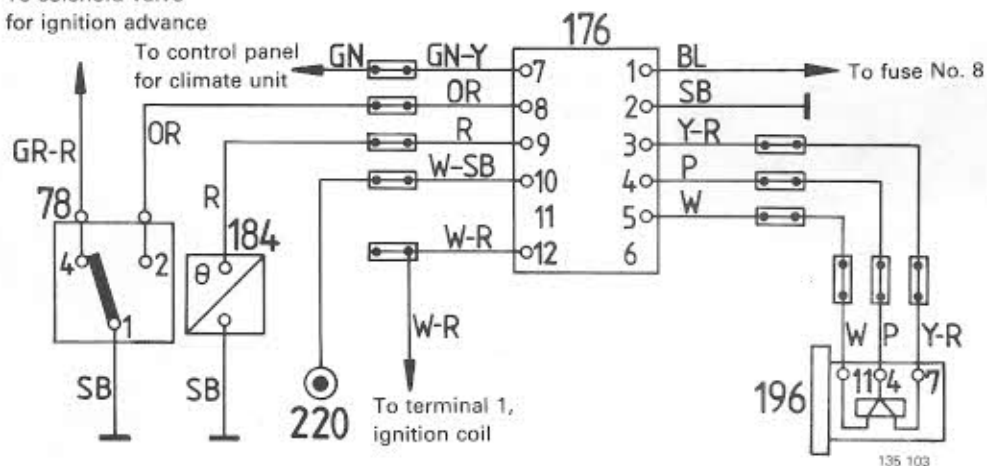 for ignition advance
To control panel
for climate unit
GN
GN-Y
176
7
1
BL
To fuse No. 8
OR
8
2
SB
OR
R
9
3
Y-R
GR-R
W-SB
10
4
P
78
R
11
5
W
184
W-R
12
6
4
2
θ
1
W-R
W
P
Y-R
SB
SB
220
To terminal 1,
ignition coil
196
11
4
7
135 103